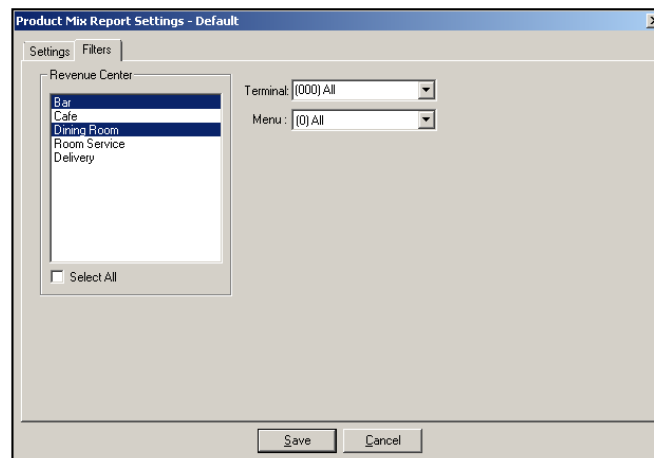 Product Mix Report Settings - Default
Settings
Filters
Revenue Center
Bar
Cafe
Dining Room
Room Service
Delivery
Select All
Terminal: (000) All
Menu : (0) All
Save
Cancel